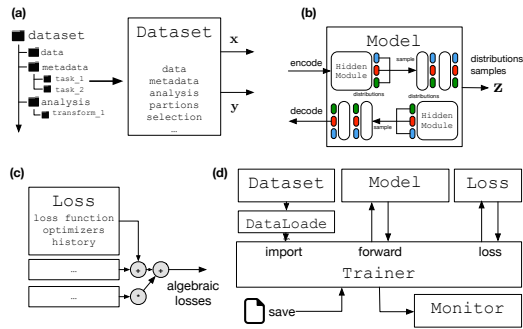 (a)
dataset
data
metadata
task_1
task_2
analysis
transform_1
Dataset
data
metadata
analysis
partions
selection
...
x
y
(b)
Model
encode
Hidden
Module
sample
distributions
distributions
samples
z
decode
sample
distributions
Hidden
Module
(c)
Loss
loss function
optimizers
history
...
+
+
...
*
algebraic
losses
(d)
Dataset
Model
Loss
DataLoade
import
forward
loss
Trainer
save
Monitor